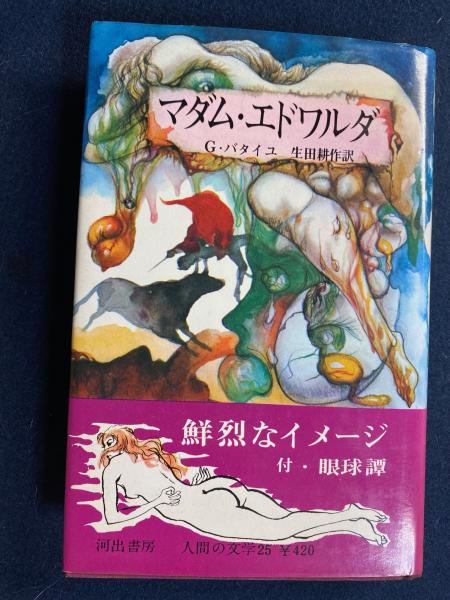 マダム・エドワルダ
G・バタイユ 生田耕作訳
鮮烈なイメージ
付・眼球譚
河出書房 人間の文学25 ¥420